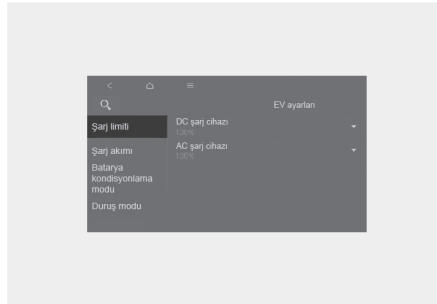 EV ayarları
Şarj limiti
DC şarj cihazı
100%
Şarj akımı
AC şarj cihazı
100%
Batarya
kondisyonlama
modu
Duruş modu